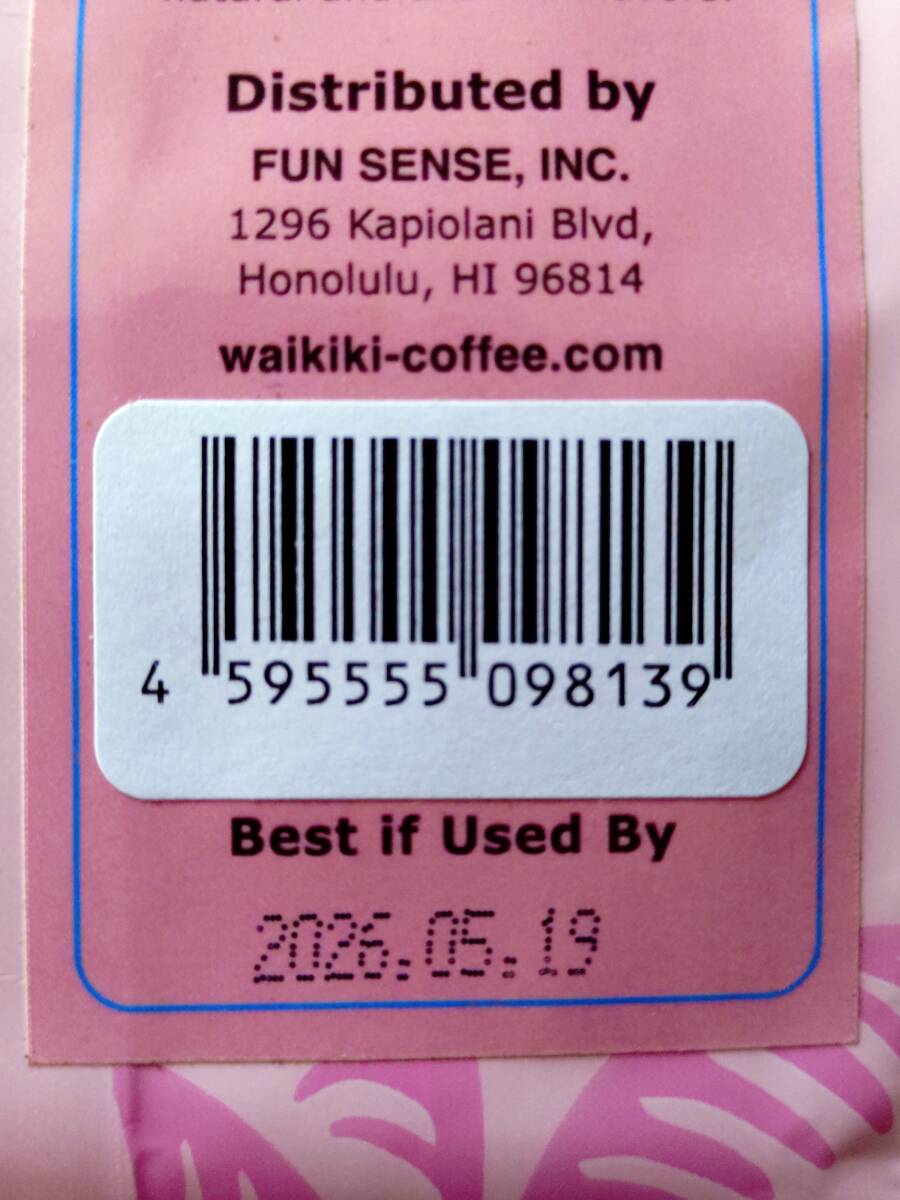 Distributed by
FUN SENSE, INC.
1296 Kapiolani Blvd,
Honolulu, HI 96814
waikiki-coffee.com
4 595555 098139
Best if Used By
2026.05.19